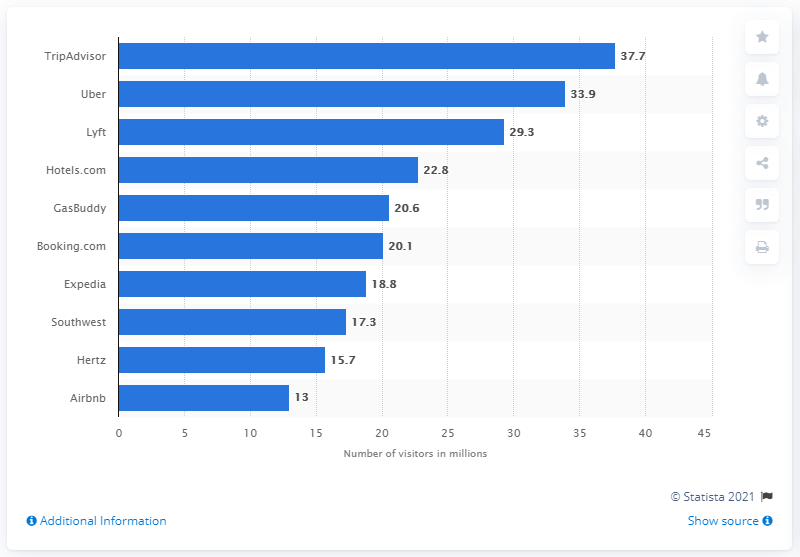 TripAdvisor 37.7
Uber 33.9
Lyft 29.3
Hotels.com 22.8
GasBuddy 20.6
Booking.com 20.1
Expedia 18.8
Southwest 17.3
Hertz 15.7
Airbnb 13
0 5 10 15 20 25 30 35 40 45
Number of visitors in millions
© Statista 2021
Additional Information Show source